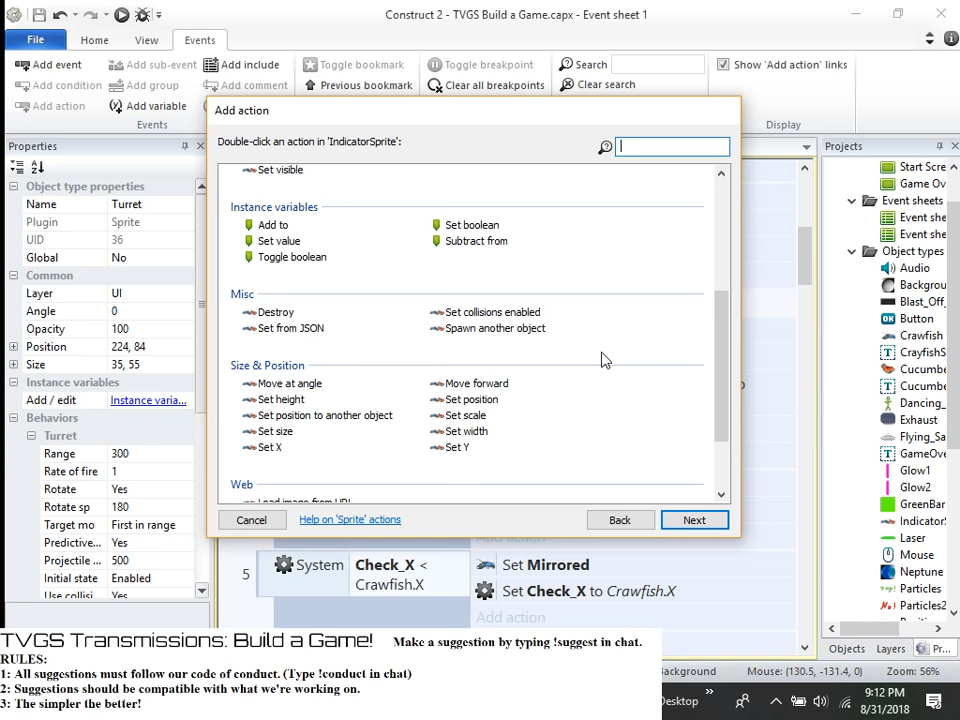 Construct 2 - TVGS Build a Game.capx - Event sheet 1
File Home View Events
Add event Add sub-event Add include Toggle bookmark Toggle breakpoint Search Show 'Add action' links
Add condition Add group Add comment Previous bookmark Clear all breakpoints Clear search
Add action Add variable
Events Display
Add action
Double-click an action in 'IndicatorSprite':
Set visible
Instance variables
Add to Set boolean
Set value Subtract from
Toggle boolean
Misc
Destroy Set collisions enabled
Set from JSON Spawn another object
Size & Position
Move at angle Move forward
Set height Set position
Set position to another object Set scale
Set size Set width
Set X Set Y
Web
Load image from URL
Cancel Help on 'Sprite' actions Back Next
Properties
Object type properties
Name Turret
Plugin Sprite
UID 36
Global No
Common
Layer UI
Angle 0
Opacity 100
Position 224, 84
Size 35, 55
Instance variables
Add / edit Instance varia...
Behaviors
Turret
Range 300
Rate of fire 1
Rotate Yes
Rotate sp 180
Target mo First in range
Predictive... Yes
Projectile ... 500
Initial state Enabled
Use collisi... Yes
Projects
Start Scre
Game Ov
Event sheets
Event she
Event she
Object types
Audio
Backgrou
Blast_Off_
Button
Crawfish
CrayfishS
Cucumbe
Cucumbe
Dancing_
Exhaust
Flying_Sa
GameOve
Glow1
Glow2
GreenBar
Indicator
Laser
Mouse
Neptune
Particles
Particles2
Objects Layers Pr...
Add action
5 System Check_X < Set Mirrored
Crawfish.X Set Check_X to Crawfish.X
Add action
TVGS Transmissions: Build a Game! Make a suggestion by typing !suggest in chat.
RULES:
1: All suggestions must follow our code of conduct. (Type !conduct in chat)
2: Suggestions should be compatible with what we're working on.
3: The simpler the better!
ackground Mouse: (130.5, -131.4, 0) Zoom: 56%
Desktop 9:12 PM
8/31/2018